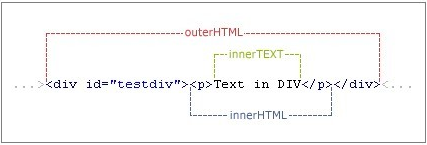 outerHTML
innerTEXT
...><div id="testdiv"><p>Text in DIV</p></div><...
innerHTML